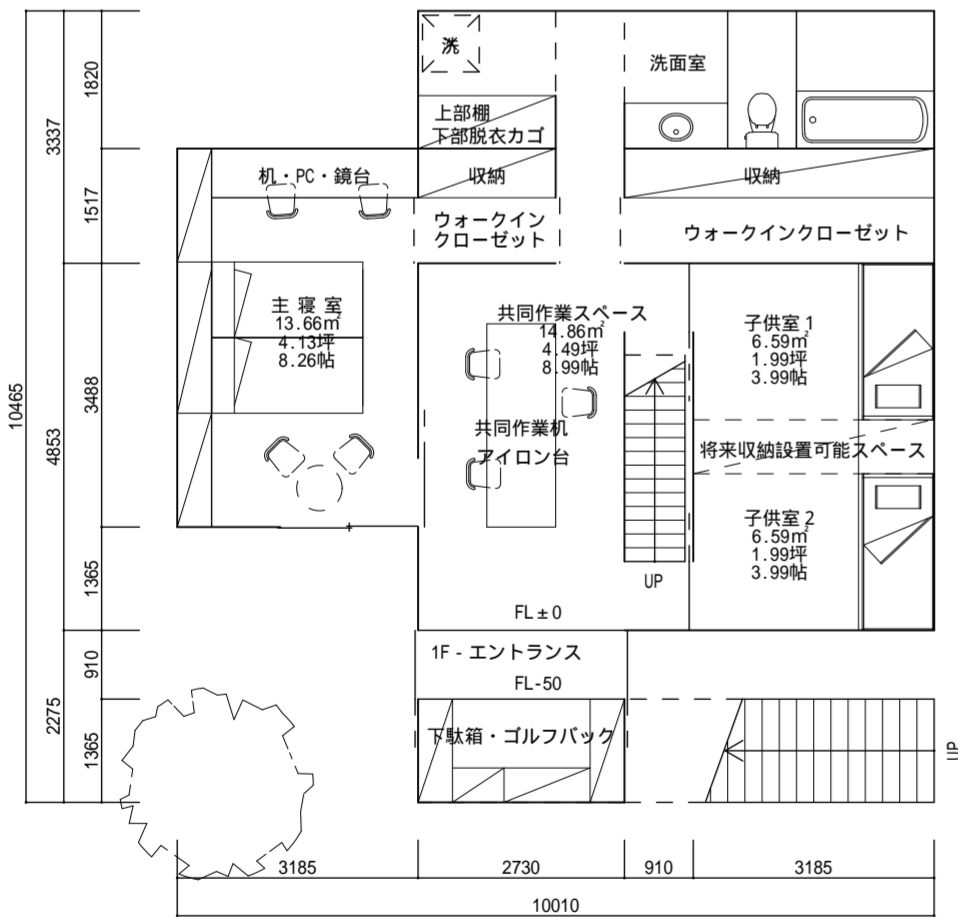 洗
洗面室
上部棚
下部脱衣カゴ
机・PC・鏡台
収納
収納
ウォークイン
クローゼット
ウォークインクローゼット
主 寝 室
13.66㎡
4.13坪
8.26帖
共同作業スペース
14.86㎡
4.49坪
8.99帖
子供室1
6.59㎡
1.99坪
3.99帖
共同作業机
アイロン台
将来収納設置可能スペース
子供室2
6.59㎡
1.99坪
3.99帖
UP
FL±0
1F-エントランス
FL-50
下駄箱・ゴルフバック
UP
1820
3337
1517
3488
10465
4853
1365
910
2275
1365
3185
2730
910
3185
10010